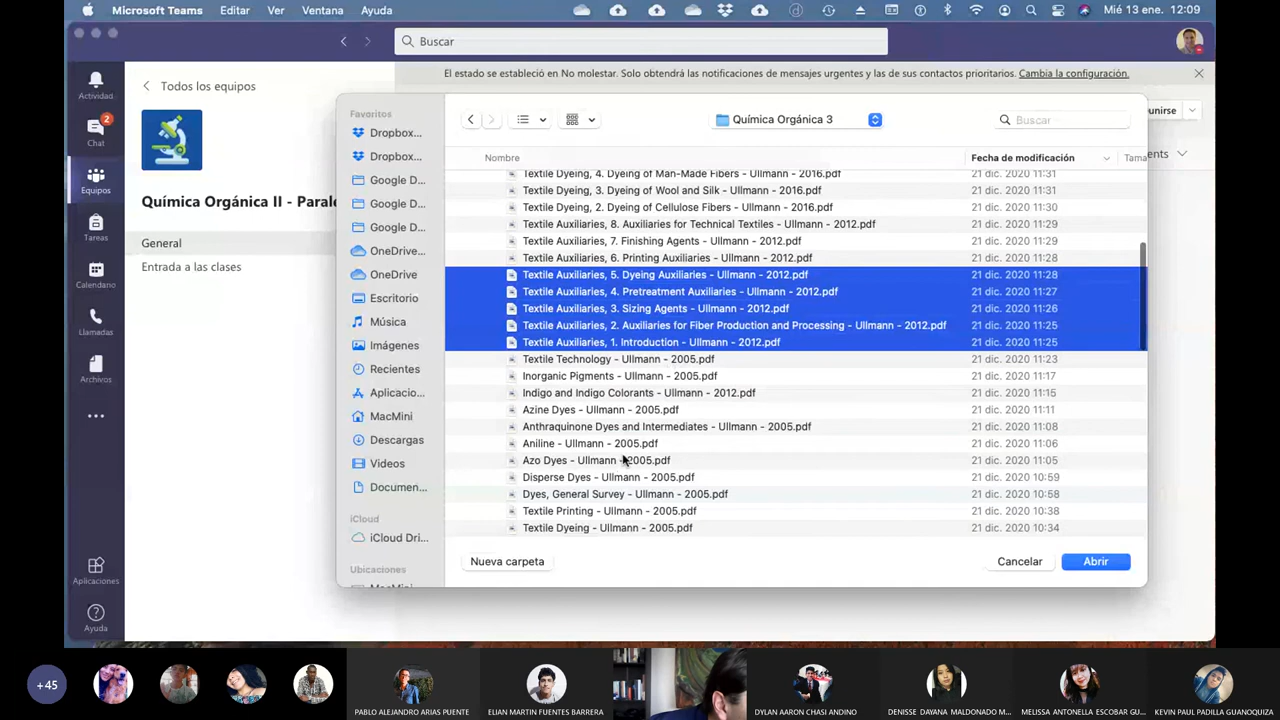 Microsoft Teams Editar Ver Ventana Ayuda Mié 13 ene. 12:09
Buscar
El estado se estableció en No molestar. Solo obtendrá las notificaciones de mensajes urgentes y las de sus contactos prioritarios. Cambia la configuración.
Actividad
Chat
2
Equipos
Tareas
Calendario
Llamadas
Archivos
Aplicaciones
Ayuda
Todos los equipos
Química Orgánica II - Paral
General
Entrada a las clases
unirse
ents
Favoritos
Dropbox...
Dropbox...
Google D...
Google D...
Google D...
OneDrive...
OneDrive
Escritorio
Música
Imágenes
Recientes
Aplicacio...
MacMini
Descargas
Videos
Documen...
iCloud
iCloud Dri...
Ubicaciones
MacMini
Química Orgánica 3
Buscar
Nombre Fecha de modificación Tama
Textile Dyeing, 4. Dyeing of Man-Made Fibers - Ullmann - 2016.pdf 21 dic. 2020 11:31
Textile Dyeing, 3. Dyeing of Wool and Silk - Ullmann - 2016.pdf 21 dic. 2020 11:31
Textile Dyeing, 2. Dyeing of Cellulose Fibers - Ullmann - 2016.pdf 21 dic. 2020 11:30
Textile Auxiliaries, 8. Auxiliaries for Technical Textiles - Ullmann - 2012.pdf 21 dic. 2020 11:29
Textile Auxiliaries, 7. Finishing Agents - Ullmann - 2012.pdf 21 dic. 2020 11:29
Textile Auxiliaries, 6. Printing Auxiliaries - Ullmann - 2012.pdf 21 dic. 2020 11:28
Textile Auxiliaries, 5. Dyeing Auxiliaries - Ullmann - 2012.pdf 21 dic. 2020 11:28
Textile Auxiliaries, 4. Pretreatment Auxiliaries - Ullmann - 2012.pdf 21 dic. 2020 11:27
Textile Auxiliaries, 3. Sizing Agents - Ullmann - 2012.pdf 21 dic. 2020 11:26
Textile Auxiliaries, 2. Auxiliaries for Fiber Production and Processing - Ullmann - 2012.pdf 21 dic. 2020 11:25
Textile Auxiliaries, 1. Introduction - Ullmann - 2012.pdf 21 dic. 2020 11:25
Textile Technology - Ullmann - 2005.pdf 21 dic. 2020 11:23
Inorganic Pigments - Ullmann - 2005.pdf 21 dic. 2020 11:17
Indigo and Indigo Colorants - Ullmann - 2012.pdf 21 dic. 2020 11:15
Azine Dyes - Ullmann - 2005.pdf 21 dic. 2020 11:11
Anthraquinone Dyes and Intermediates - Ullmann - 2005.pdf 21 dic. 2020 11:08
Aniline - Ullmann - 2005.pdf 21 dic. 2020 11:06
Azo Dyes - Ullmann - 2005.pdf 21 dic. 2020 11:05
Disperse Dyes - Ullmann - 2005.pdf 21 dic. 2020 10:59
Dyes, General Survey - Ullmann - 2005.pdf 21 dic. 2020 10:58
Textile Printing - Ullmann - 2005.pdf 21 dic. 2020 10:38
Textile Dyeing - Ullmann - 2005.pdf 21 dic. 2020 10:34
Nueva carpeta Cancelar Abrir
+45
PABLO ALEJANDRO ARIAS PUENTE
ELIAN MARTIN FUENTES BARRERA
DYLAN AARON CHASI ANDINO
DENISSE DAYANA MALDONADO M...
MELISSA ANTONELLA ESCOBAR GU...
KEVIN PAUL PADILLA GUANOQUIZA